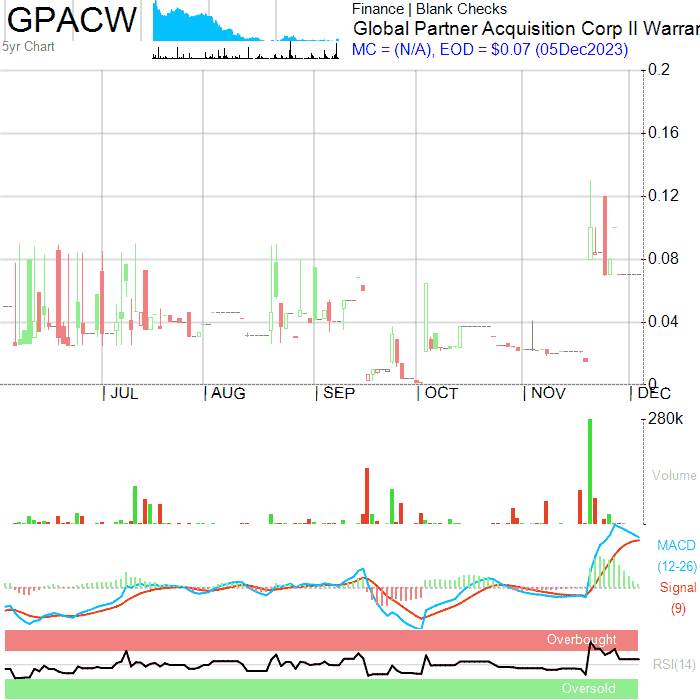 GPACW
Finance | Blank Checks
Global Partner Acquisition Corp II Warrar
5yr Chart
MC = (N/A), EOD = $0.07 (05Dec2023)
0.2
0.16
0.12
0.08
0.04
0
| JUL | AUG | SEP | OCT | NOV | DEC
280k
Volume
MACD
(12-26)
Signal
(9)
Overbought
RSI(14)
Oversold